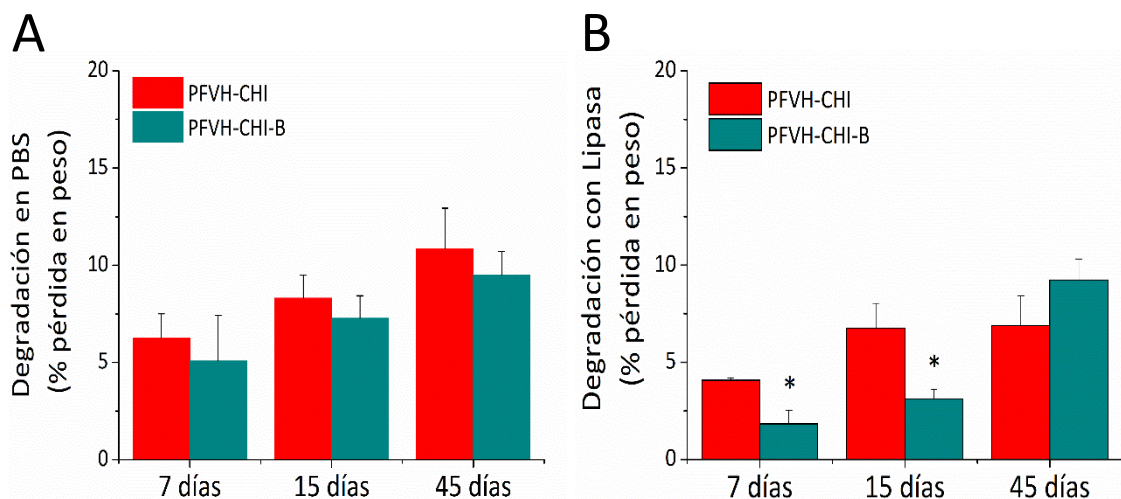 A
Degradación en PBS
(% pérdida en peso)
20
15
10
5
0
PFVH-CHI
PFVH-CHI-B
7 días
15 días
45 días
B
Degradación con Lipasa
(% pérdida en peso)
20
15
10
5
0
PFVH-CHI
PFVH-CHI-B
*
*
7 días
15 días
45 días